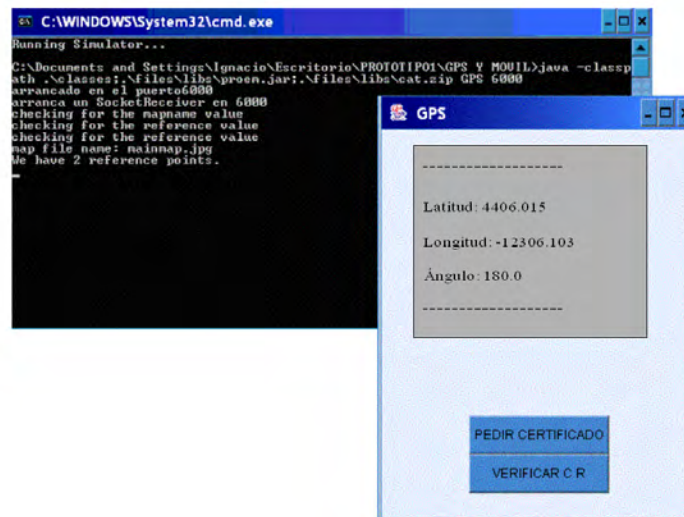 C:\WINDOWS\System32\cmd.exe
Running Simulator...
C:\Documents and Settings\Ignacio\Escritorio\PROTOTIPO1\GPS Y MOVIL>java -classp
ath .\classes;.\files\libs\proen.jar;.\files\libs\cat.zip GPS 6000
arrancado en el puerto6000
arranca un SocketReceiver en 6000
checking for the mapname value
checking for the reference value
checking for the reference value
map file name: mainmap.jpg
We have 2 reference points.
GPS
--------------------
Latitud: 4406.015
Longitud: -12306.103
Ángulo: 180.0
--------------------
PEDIR CERTIFICADO
VERIFICAR C R